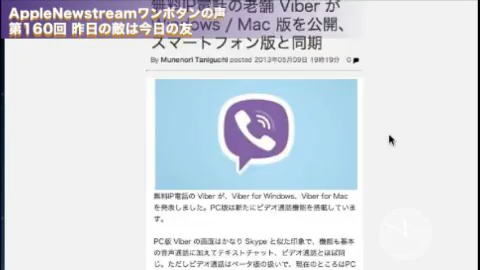 AppleNewstreamワンボタンの声
第160回 昨日の敵は今日の友
無料IP電話の老舗 Viber が
/ Mac 版を公開、
スマートフォン版と同期
By Munenori Taniguchi posted 2013年05月09日 19時19分 0
無料IP電話の Viber が、Viber for Windows、Viber for Mac
を発表しました。PC版は新たにビデオ通話機能を搭載していま
す。
PC版 Viber の画面はかなり Skype と似た印象で、機能も基本
の音声通話に加えてテキストチャット、ビデオ通話とほぼ同
じ。ただしビデオ通話はベータ版の扱いで、現在のところはPC